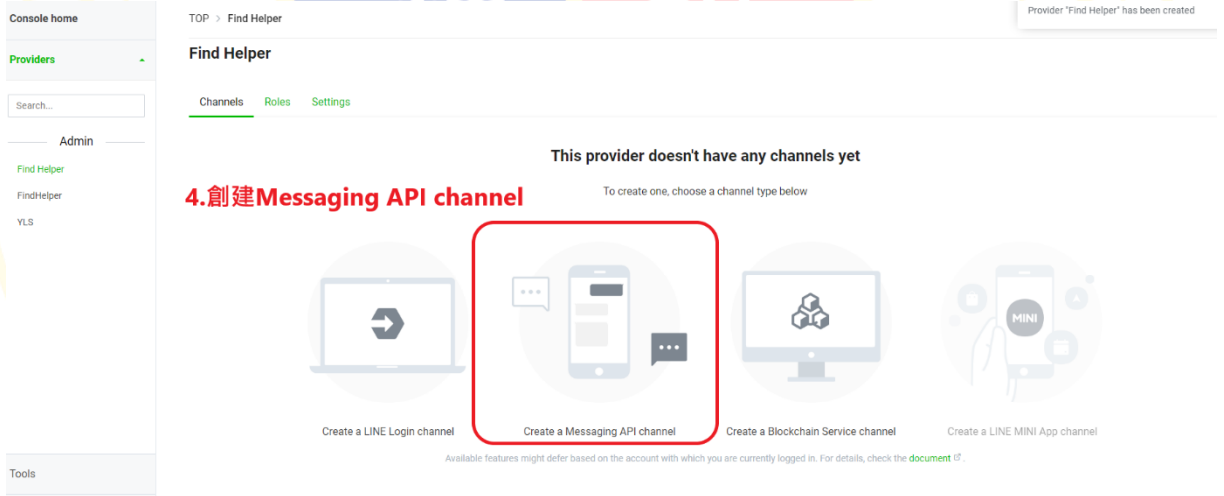 Console home
TOP > Find Helper
Provider "Find Helper" has been created
Providers
Find Helper
Search...
Channels Roles Settings
Admin
Find Helper
FindHelper
YLS
This provider doesn't have any channels yet
To create one, choose a channel type below
4.創建Messaging API channel
MINI
Create a LINE Login channel
Create a Messaging API channel
Create a Blockchain Service channel
Create a LINE MINI App channel
Available features might defer based on the account with which you are currently logged in. For details, check the document .
Tools